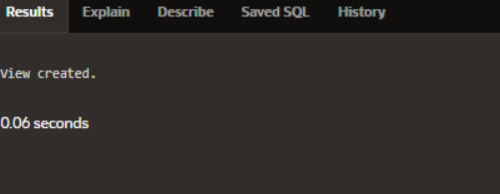 Results Explain Describe Saved SQL History
View created.
0.06 seconds